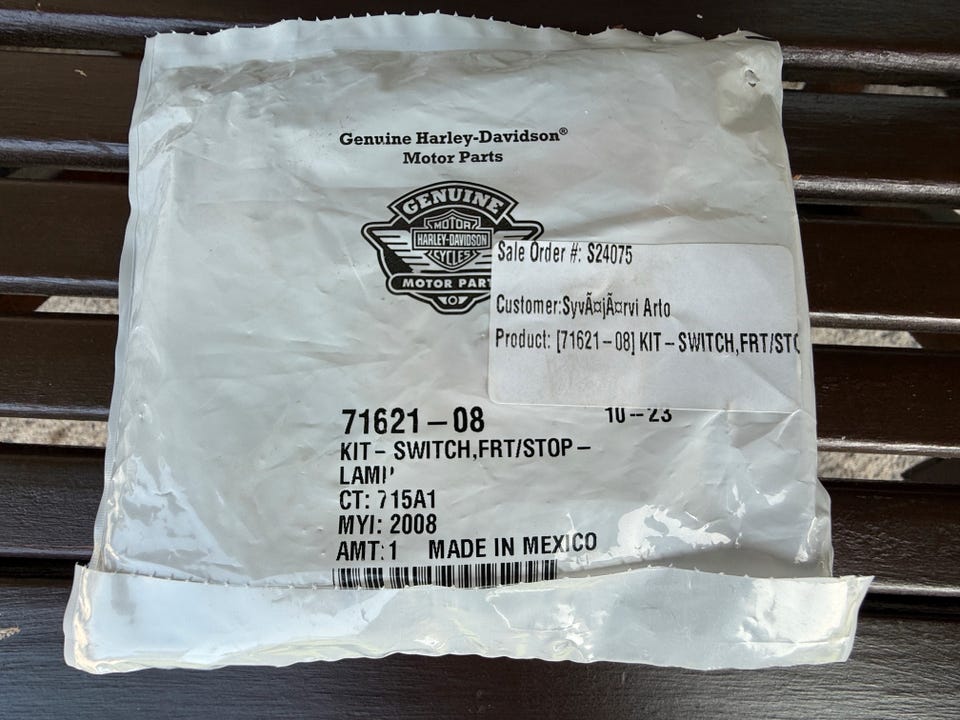 Genuine Harley-Davidson®
Motor Parts
GENUINE
MOTOR
HARLEY-DAVIDSON
CYCLES
MOTOR PART
Sale Order #: S24075
Customer:SyvÃ¤jÃ¤rvi Arto
Product: [71621-08] KIT - SWITCH,FRT/STO
71621-08
10-23
KIT - SWITCH,FRT/STOP-
LAMP
CT: 715A1
MYI: 2008
AMT:1 MADE IN MEXICO